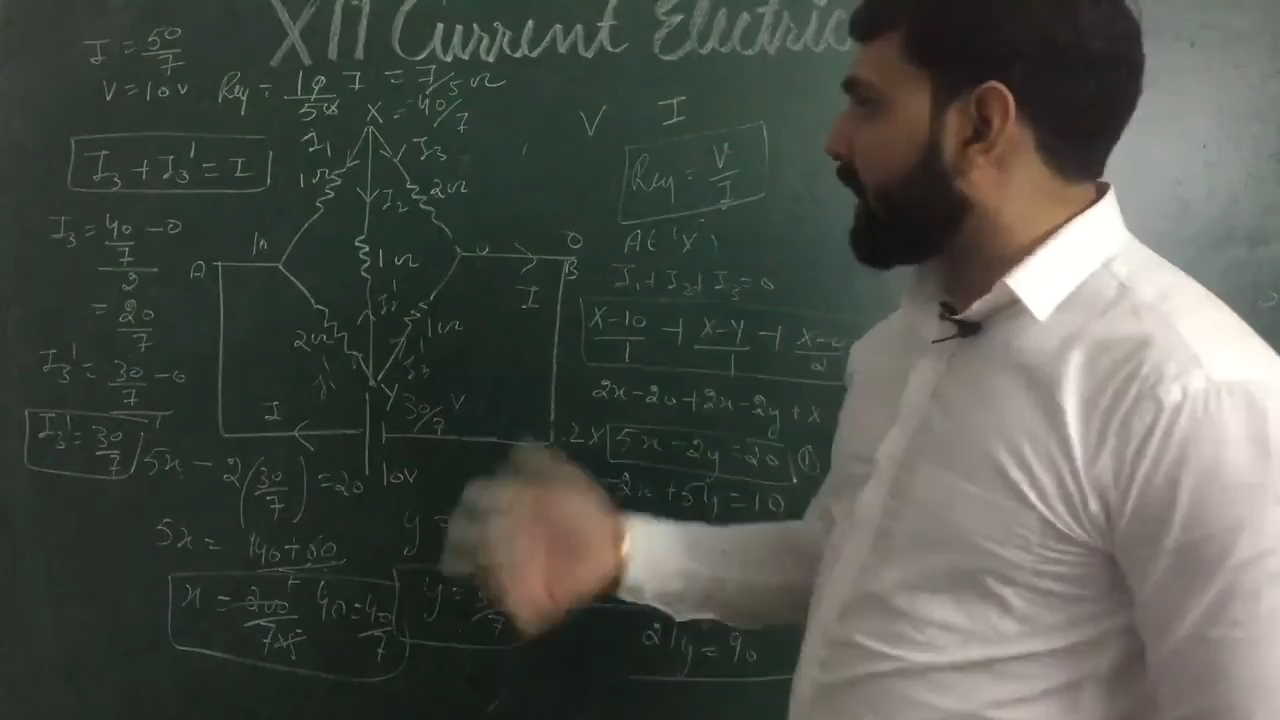 XII Current Electric
I = 50/7
V = 10V
Req = 10/50 7 = 7/5 Ω
X = 40/7
I3 + I3' = I
I1
I3
1Ω
2Ω
I2
1Ω
A
10
0
0
B
I
I3 = 40/7 - 0 / 2
= 20/7
2Ω
1Ω
I3' = 30/7 - 0
I3' = 30/7
I
Y 30/7 V
10V
5x - 2(30/7) = 20
5x = 140+60
x = 200/7×5 = 40/7
V I
Req = V/I
At 'X'
I1 + I2 + I3 = 0
X-10/1 + X-Y/1 + X-0/2
2x-20+2x-2y+x
2X 5x-2y=20 (1)
-2x+5y=10
y =
21y = 90